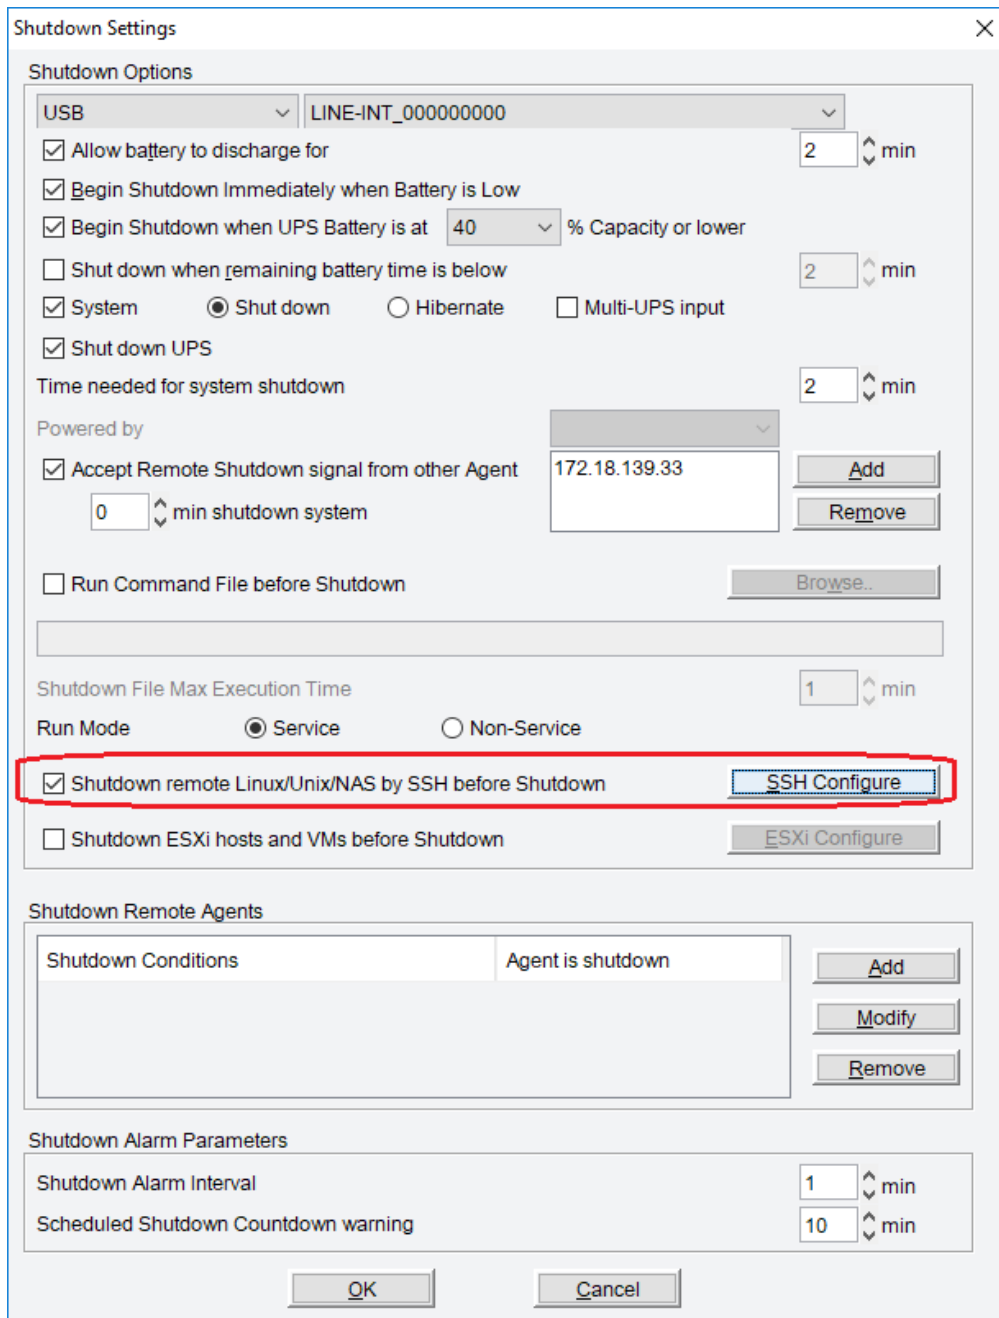 Shutdown Settings
Shutdown Options
USB LINE-INT_000000000
Allow battery to discharge for 2 min
Begin Shutdown Immediately when Battery is Low
Begin Shutdown when UPS Battery is at 40 % Capacity or lower
Shut down when remaining battery time is below 2 min
System Shut down Hibernate Multi-UPS input
Shut down UPS
Time needed for system shutdown 2 min
Powered by
Accept Remote Shutdown signal from other Agent 172.18.139.33 Add
0 min shutdown system Remove
Run Command File before Shutdown Browse..
Shutdown File Max Execution Time 1 min
Run Mode Service Non-Service
Shutdown remote Linux/Unix/NAS by SSH before Shutdown SSH Configure
Shutdown ESXi hosts and VMs before Shutdown ESXi Configure
Shutdown Remote Agents
Shutdown Conditions Agent is shutdown Add
Modify
Remove
Shutdown Alarm Parameters
Shutdown Alarm Interval 1 min
Scheduled Shutdown Countdown warning 10 min
OK Cancel